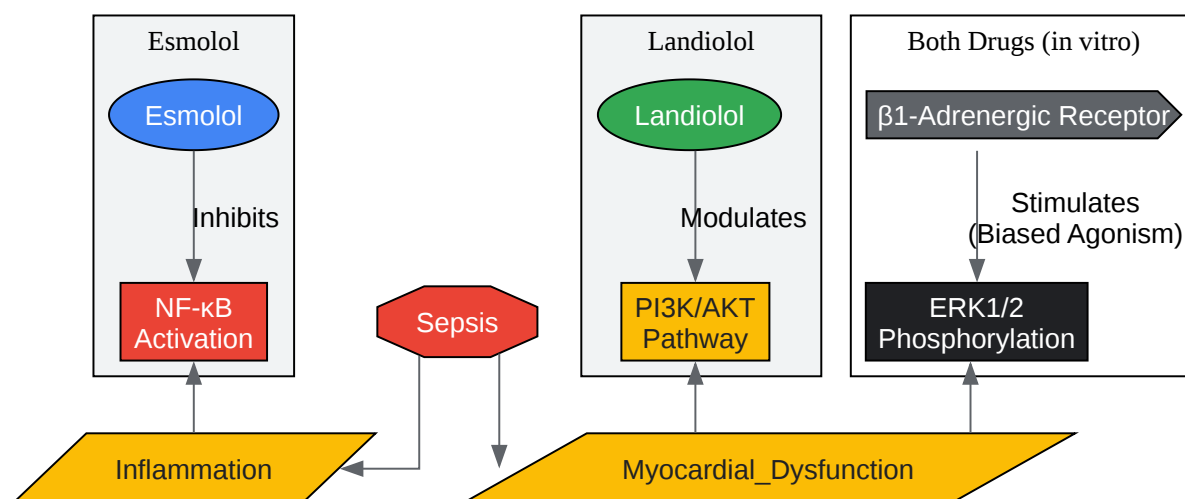 Esmolol
Landiolol
Both Drugs (in vitro)
Esmolol
Landiolol
β1-Adrenergic Receptor
Inhibits
Modulates
Stimulates
(Biased Agonism)
NF-κB
Activation
Sepsis
PI3K/AKT
Pathway
ERK1/2
Phosphorylation
Inflammation
Myocardial_Dysfunction